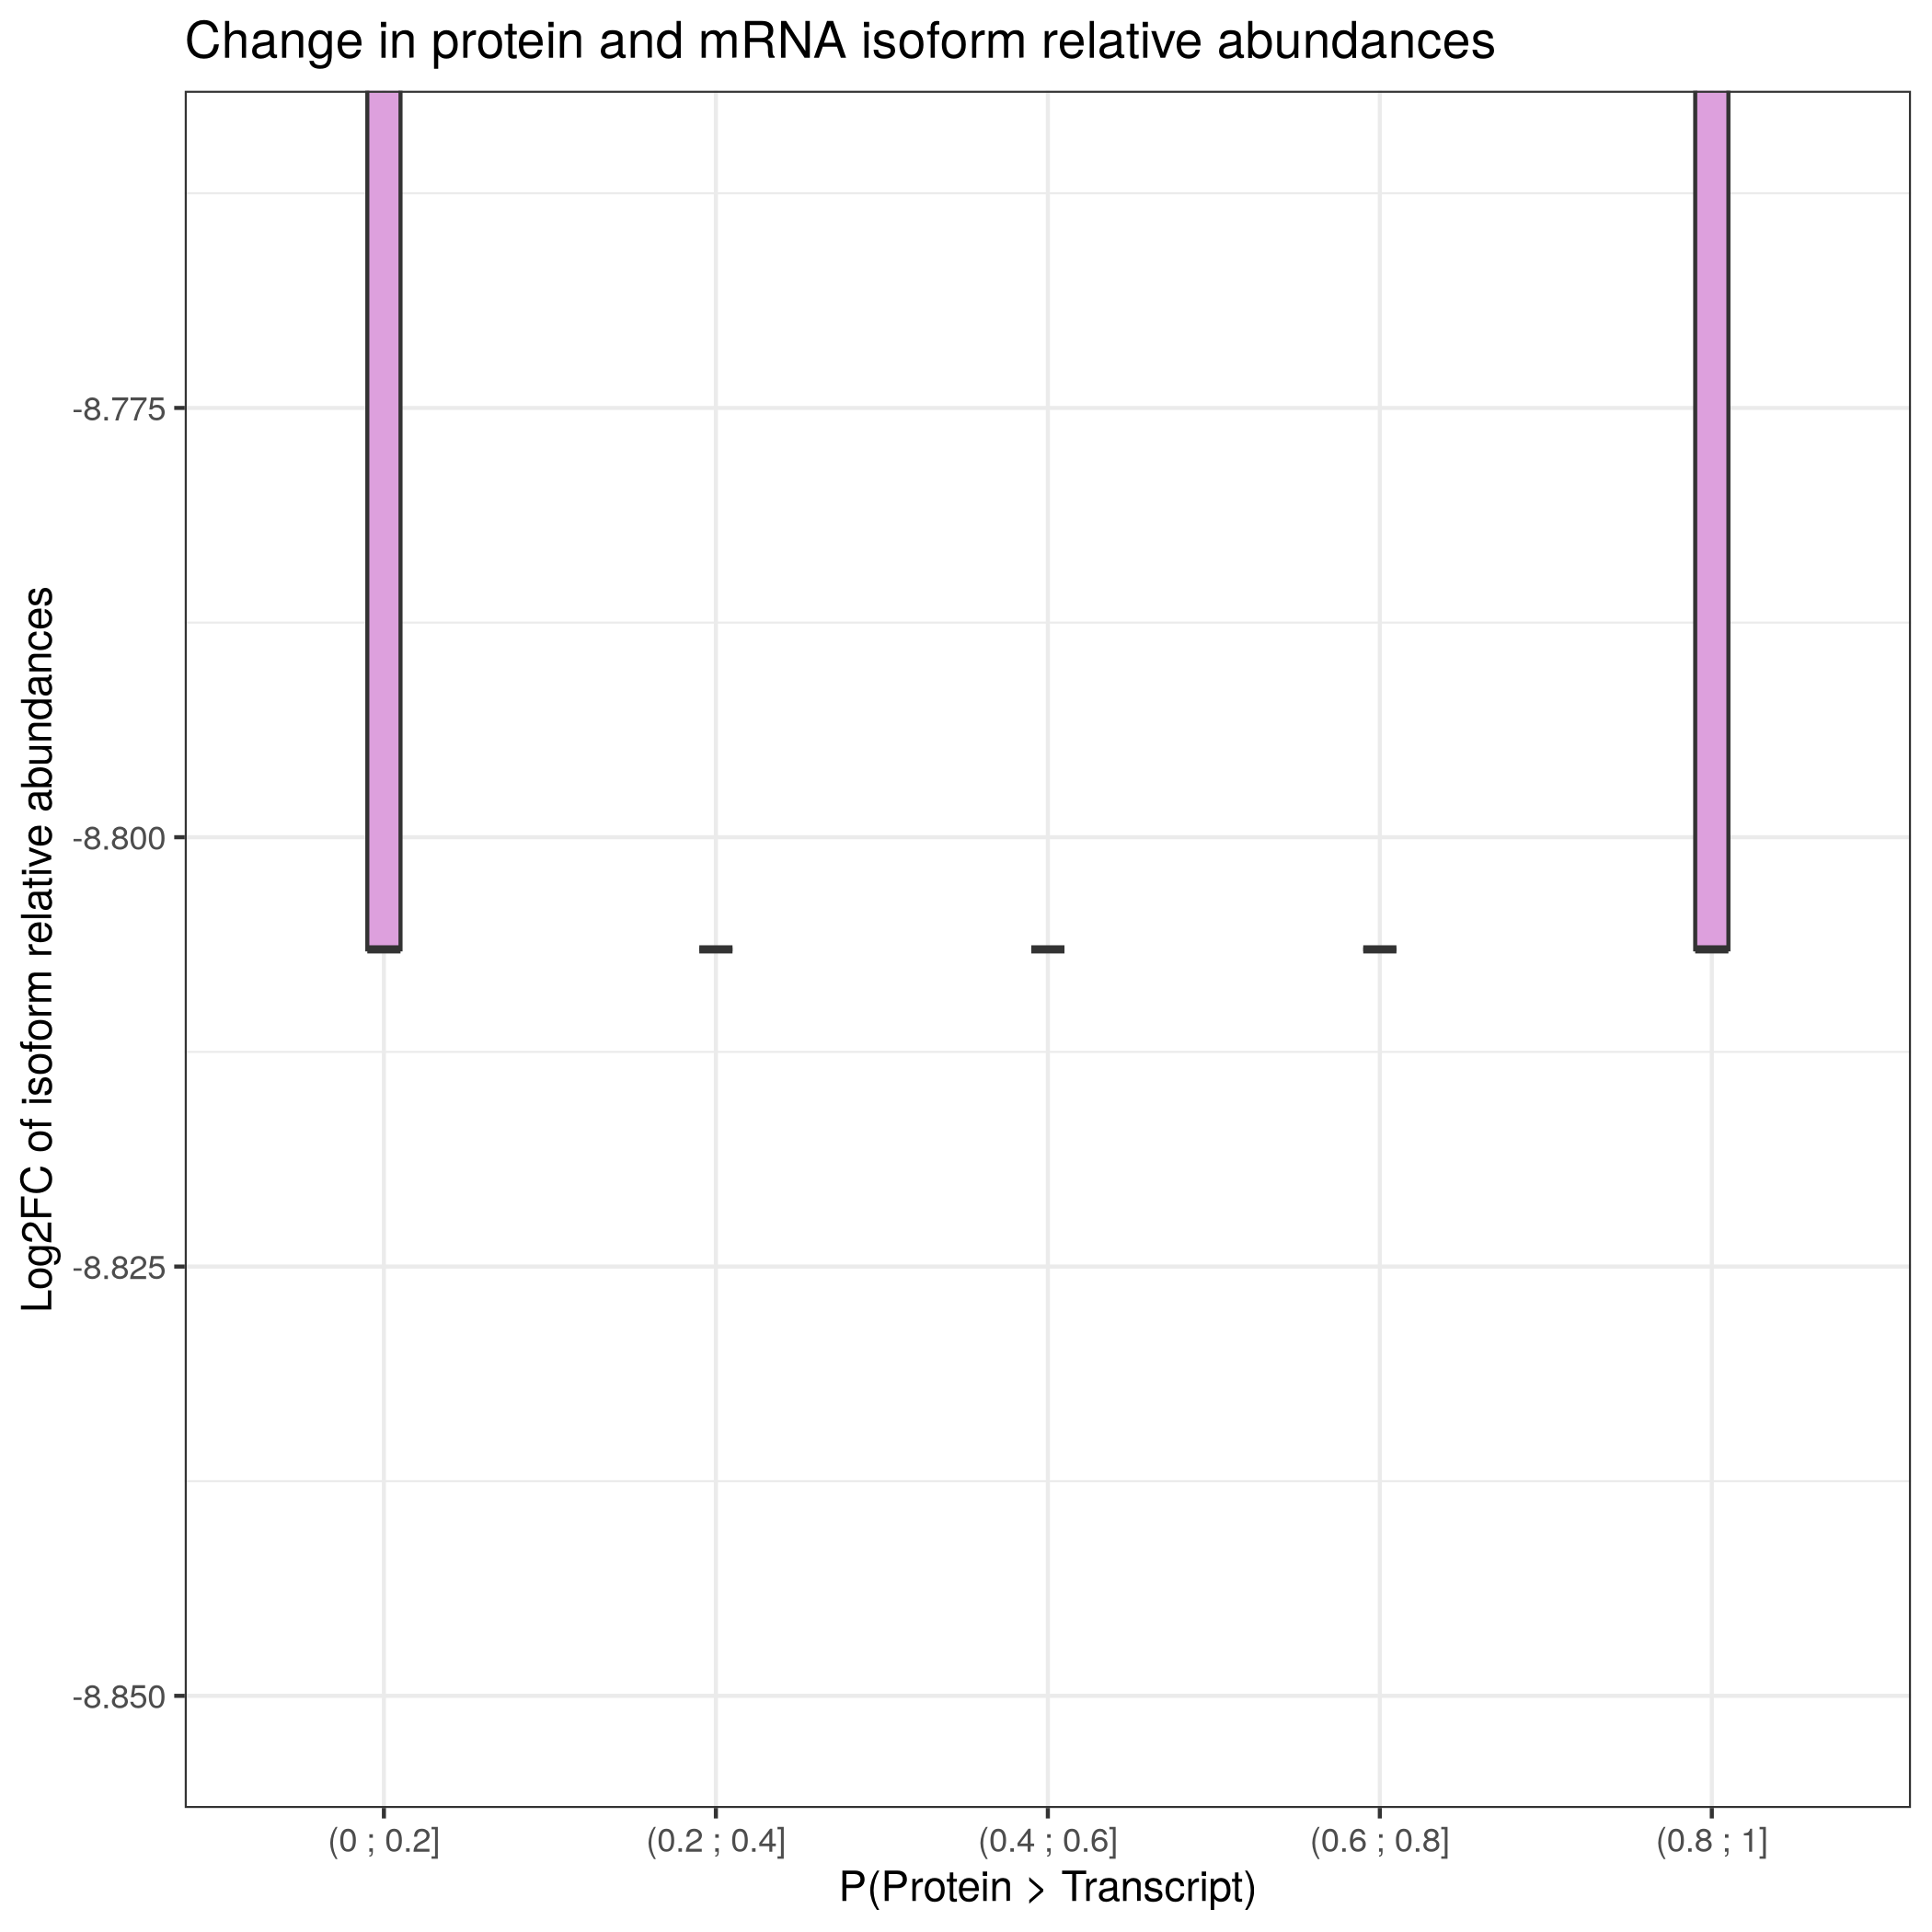 Change in protein and mRNA isoform relative abundances
Log2FC of isoform relative abundances
-8.775
-8.800
-8.825
-8.850
(0 ; 0.2]
(0.2 ; 0.4]
(0.4 ; 0.6]
(0.6 ; 0.8]
(0.8 ; 1]
P(Protein > Transcript)